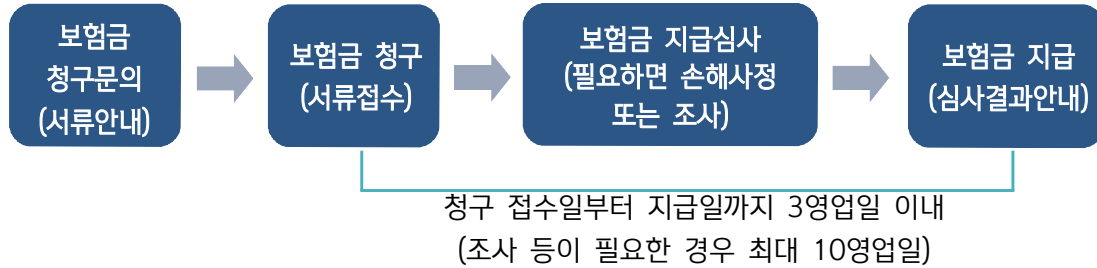 보험금
청구문의
(서류안내)
보험금 청구
(서류접수)
보험금 지급심사
(필요하면 손해사정
또는 조사)
보험금 지급
(심사결과안내)
청구 접수일부터 지급일까지 3영업일 이내
(조사 등이 필요한 경우 최대 10영업일)